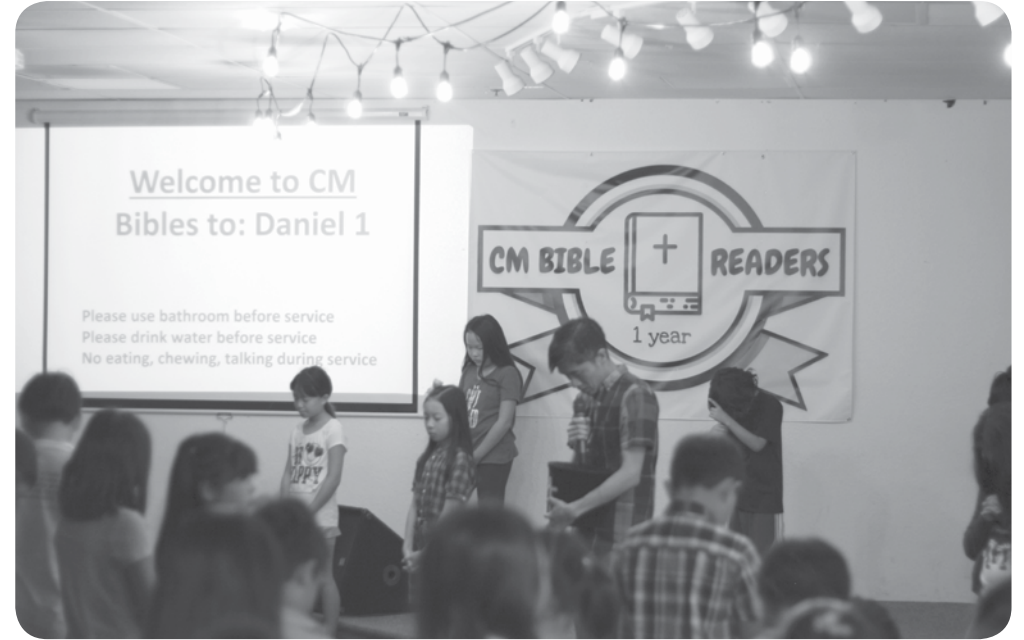 Welcome to CM
Bibles to: Daniel 1
Please use bathroom before service
Please drink water before service
No eating, chewing, talking during service
CM BIBLE READERS
1 year